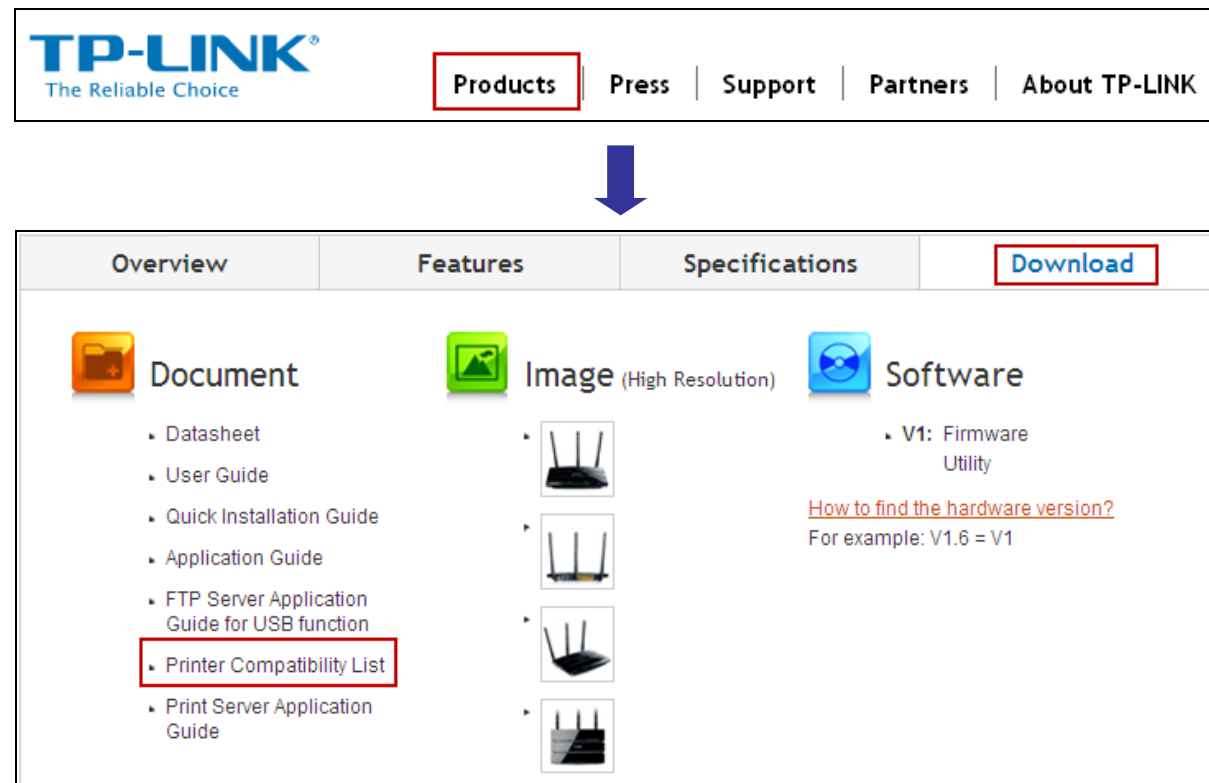 TP-LINK®
The Reliable Choice
Products | Press | Support | Partners | About TP-LINK
Overview Features Specifications Download
Document
Datasheet
User Guide
Quick Installation Guide
Application Guide
FTP Server Application
Guide for USB function
Printer Compatibility List
Print Server Application
Guide
Image (High Resolution)
Software
V1: Firmware
Utility
How to find the hardware version?
For example: V1.6 = V1